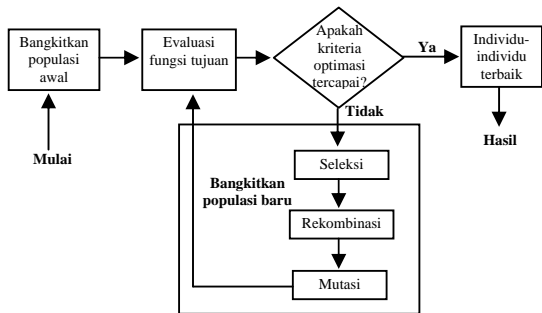 Bangkitkan
populasi
awal
Evaluasi
fungsi tujuan
Apakah
kriteria
optimasi
tercapai?
Ya
Individu-
individu
terbaik
Mulai
Tidak
Hasil
Bangkitkan
populasi baru
Seleksi
Rekombinasi
Mutasi